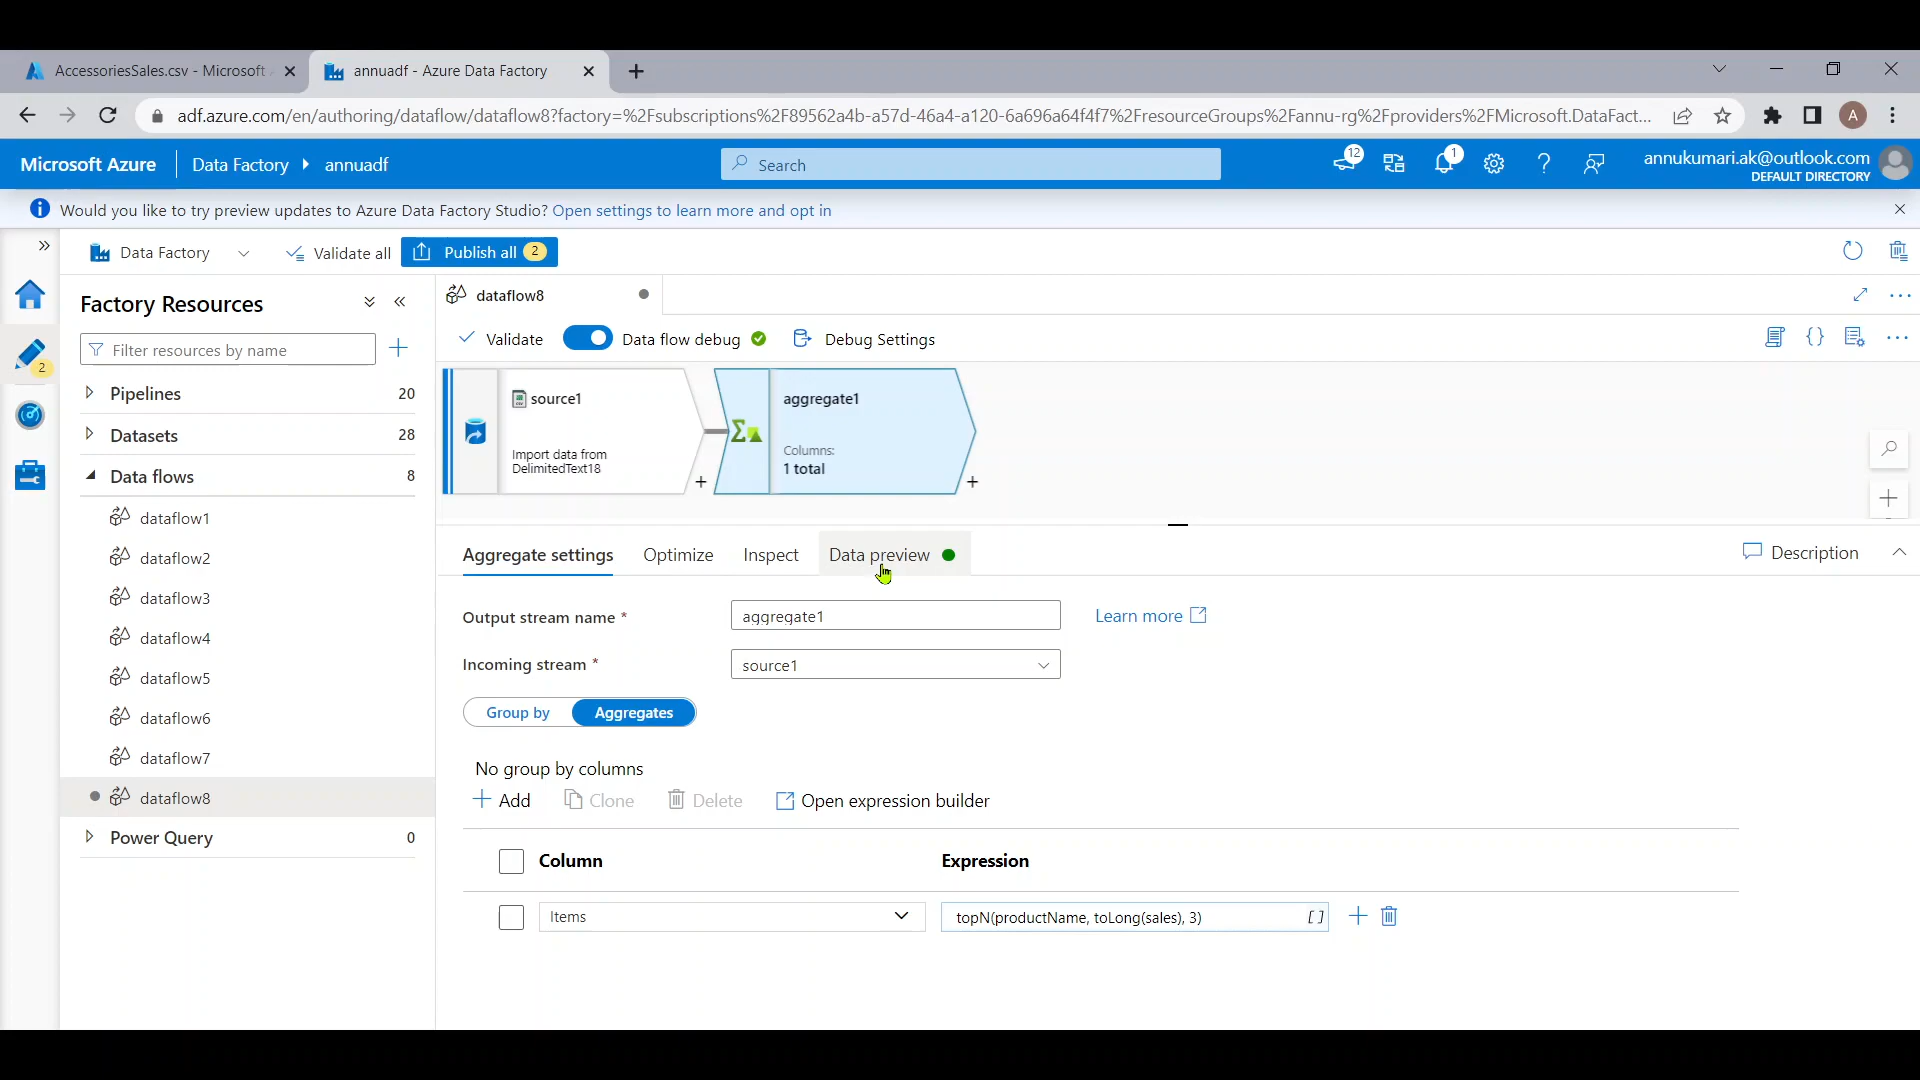 AccessoriesSales.csv - Microsoft
annuadf - Azure Data Factory
adf.azure.com/en/authoring/dataflow/dataflow8?factory=%2Fsubscriptions%2F89562a4b-a57d-46a4-a120-6a696a64f4f7%2FresourceGroups%2Fannu-rg%2Fproviders%2FMicrosoft.DataFact...
A
Microsoft Azure
Data Factory
annuadf
Search
12
1
annukumari.ak@outlook.com
DEFAULT DIRECTORY
Would you like to try preview updates to Azure Data Factory Studio? Open settings to learn more and opt in
Data Factory
Validate all
Publish all 2
2
Factory Resources
Filter resources by name
Pipelines 20
Datasets 28
Data flows 8
dataflow1
dataflow2
dataflow3
dataflow4
dataflow5
dataflow6
dataflow7
dataflow8
Power Query 0
dataflow8
Validate
Data flow debug
Debug Settings
source1
Import data from
DelimitedText18
+
aggregate1
Columns:
1 total
+
Aggregate settings
Optimize
Inspect
Data preview
Description
Output stream name *
aggregate1
Learn more
Incoming stream *
source1
Group by
Aggregates
No group by columns
Add
Clone
Delete
Open expression builder
Column
Expression
Items
topN(productName, toLong(sales), 3)
[ ]